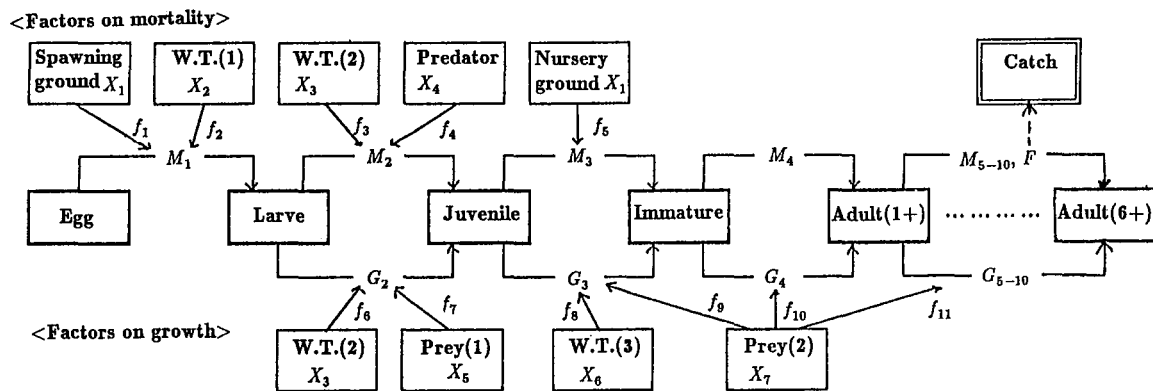 <Factors on mortality>
Spawning
ground X₁
W.T.(1)
X₂
W.T.(2)
X₃
Predator
X₄
Nursery
ground X₁
Catch
f₁
f₂
f₃
f₄
f₅
M₁
M₂
M₃
M₄
M₅₋₁₀, F
Egg
Larve
Juvenile
Immature
Adult(1+)
⋯⋯⋯⋯
Adult(6+)
G₂
G₃
G₄
G₅₋₁₀
f₆
f₇
f₈
f₉
f₁₀
f₁₁
<Factors on growth>
W.T.(2)
X₃
Prey(1)
X₅
W.T.(3)
X₆
Prey(2)
X₇